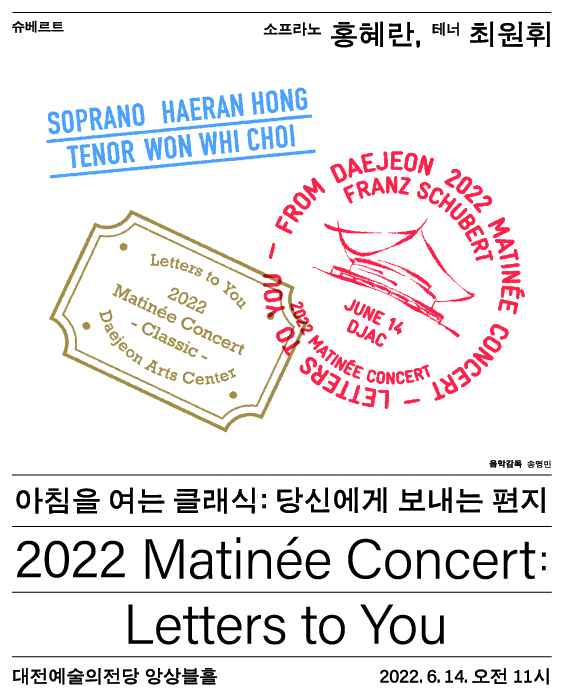 슈베르트
소프라노 홍혜란, 테너 최원휘
SOPRANO HAERAN HONG
TENOR WON WHI CHOI
FROM DAEJEON 2022 MATINÉE CONCERT – LETTERS TO YOU –
FRANZ SCHUBERT
JUNE 14
DJAC
2022 MATINÉE CONCERT
Letters to You
2022
Matinée Concert
- Classic -
Daejeon Arts Center
음악감독 송영민
아침을 여는 클래식: 당신에게 보내는 편지
2022 Matinée Concert:
Letters to You
대전예술의전당 앙상블홀
2022. 6. 14. 오전 11시